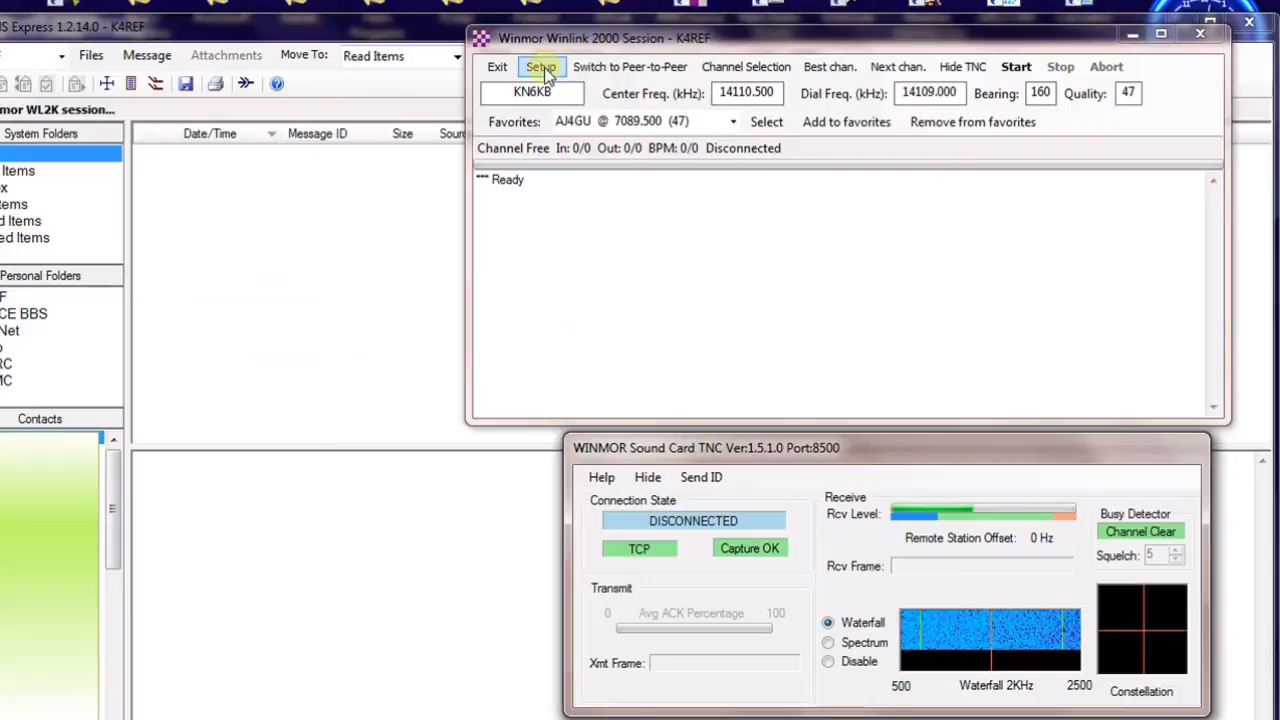 IS Express 1.2.14.0 - K4REF
Files Message Attachments Move To: Read Items
mor WL2K session...
System Folders
Items
x
tems
d Items
ed Items
Personal Folders
F
CE BBS
Net
o
RC
MC
Contacts
Date/Time Message ID Size Sour
Winmor Winlink 2000 Session - K4REF
Exit Setup Switch to Peer-to-Peer Channel Selection Best chan. Next chan. Hide TNC Start Stop Abort
KN6KB Center Freq. (kHz): 14110.500 Dial Freq. (kHz): 14109.000 Bearing: 160 Quality: 47
Favorites: AJ4GU @ 7089.500 (47) Select Add to favorites Remove from favorites
Channel Free In: 0/0 Out: 0/0 BPM: 0/0 Disconnected
*** Ready
WINMOR Sound Card TNC Ver:1.5.1.0 Port:8500
Help Hide Send ID
Connection State
DISCONNECTED
TCP Capture OK
Transmit
0 Avg ACK Percentage 100
Xmt Frame:
Receive
Rcv Level:
Remote Station Offset: 0 Hz
Rcv Frame:
Waterfall
Spectrum
Disable
500 Waterfall 2KHz 2500
Busy Detector
Channel Clear
Squelch: 5
Constellation